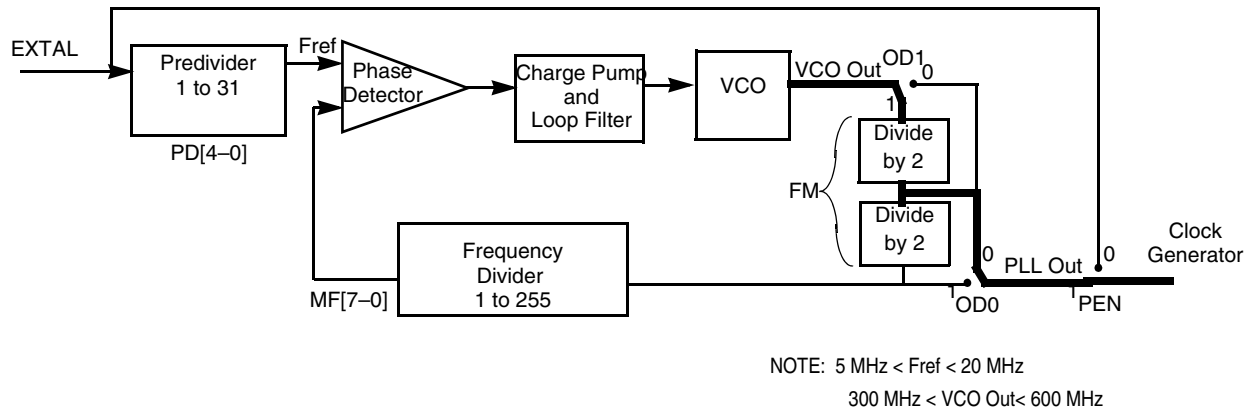 EXTAL
Predivider
1 to 31
PD[4–0]
Fref
Phase
Detector
Charge Pump
and
Loop Filter
VCO
VCO Out
OD1
0
1
Divide
by 2
FM
Divide
by 2
Frequency
Divider
1 to 255
MF[7–0]
0
1
OD0
PLL Out
0
1
PEN
Clock
Generator
NOTE: 5 MHz < Fref < 20 MHz
300 MHz < VCO Out< 600 MHz